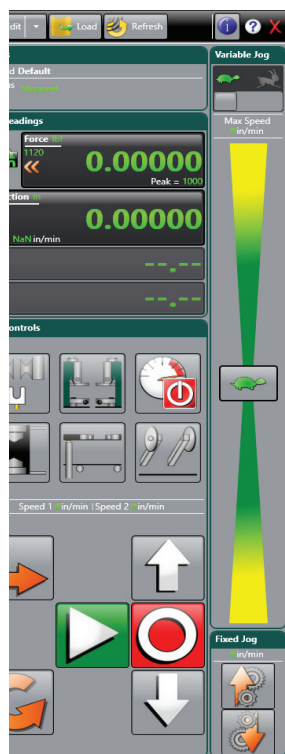 dit Load Refresh
Variable Jog
d Default
ns Stopped
Max Speed
in/min
eadings
Force lbf
1120
0.00000
Peak = 1000
ction in
0.00000
NaN in/min
--.--
--.--
ontrols
Speed 1 in/min | Speed 2 in/min
Fixed Jog
in/min